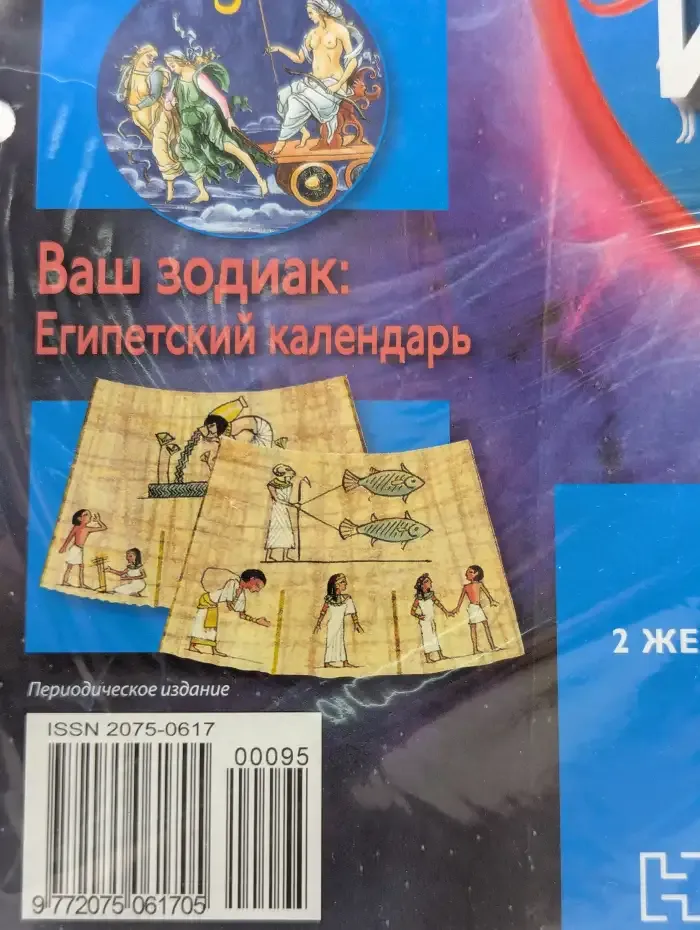 Ваш зодиак:
Египетский календарь
Периодическое издание
ISSN 2075-0617
00095
9 772075 061705
2 ЖЕ